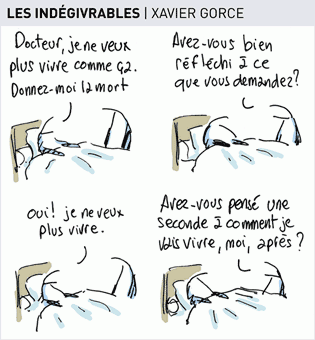 LES INDÉGIVRABLES | XAVIER GORCE
Docteur, je ne veux
plus vivre comme ça.
Donnez-moi la mort
Avez-vous bien
réfléchi à ce
que vous demandez?
oui! je ne veux
plus vivre.
Avez-vous pensé une
seconde à comment je
vais vivre, moi, après?